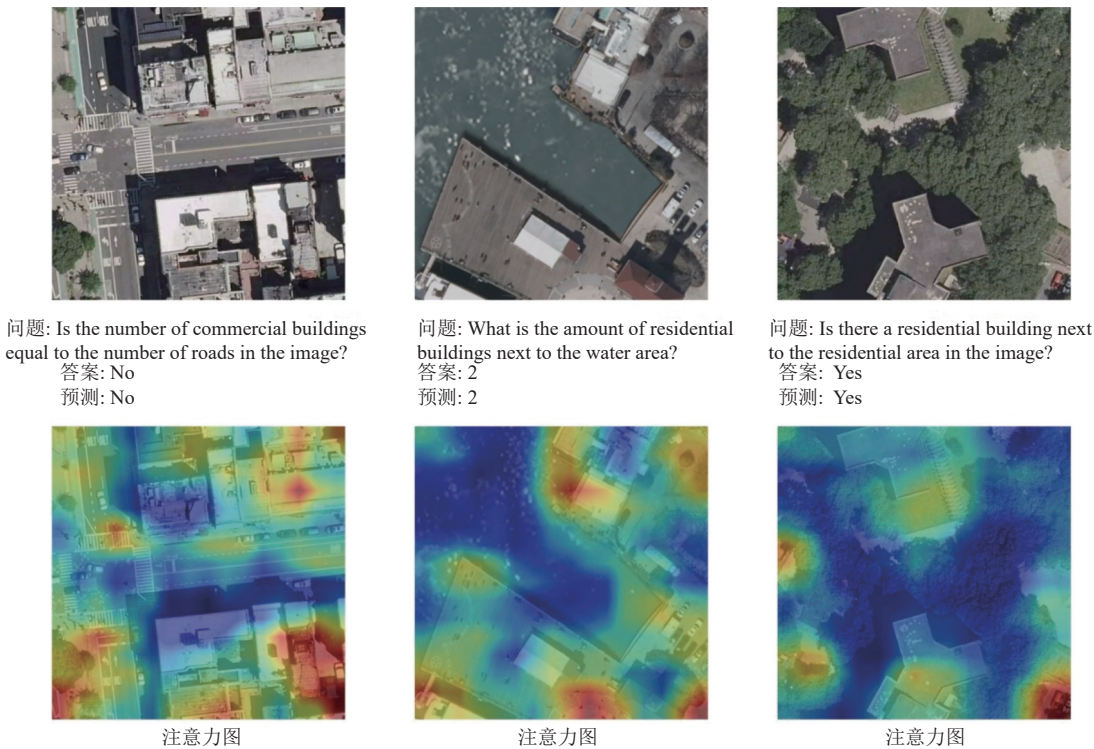 问题: Is the number of commercial buildings
equal to the number of roads in the image?
答案: No
预测: No
问题: What is the amount of residential
buildings next to the water area?
答案: 2
预测: 2
问题: Is there a residential building next
to the residential area in the image?
答案: Yes
预测: Yes
注意力图
注意力图
注意力图